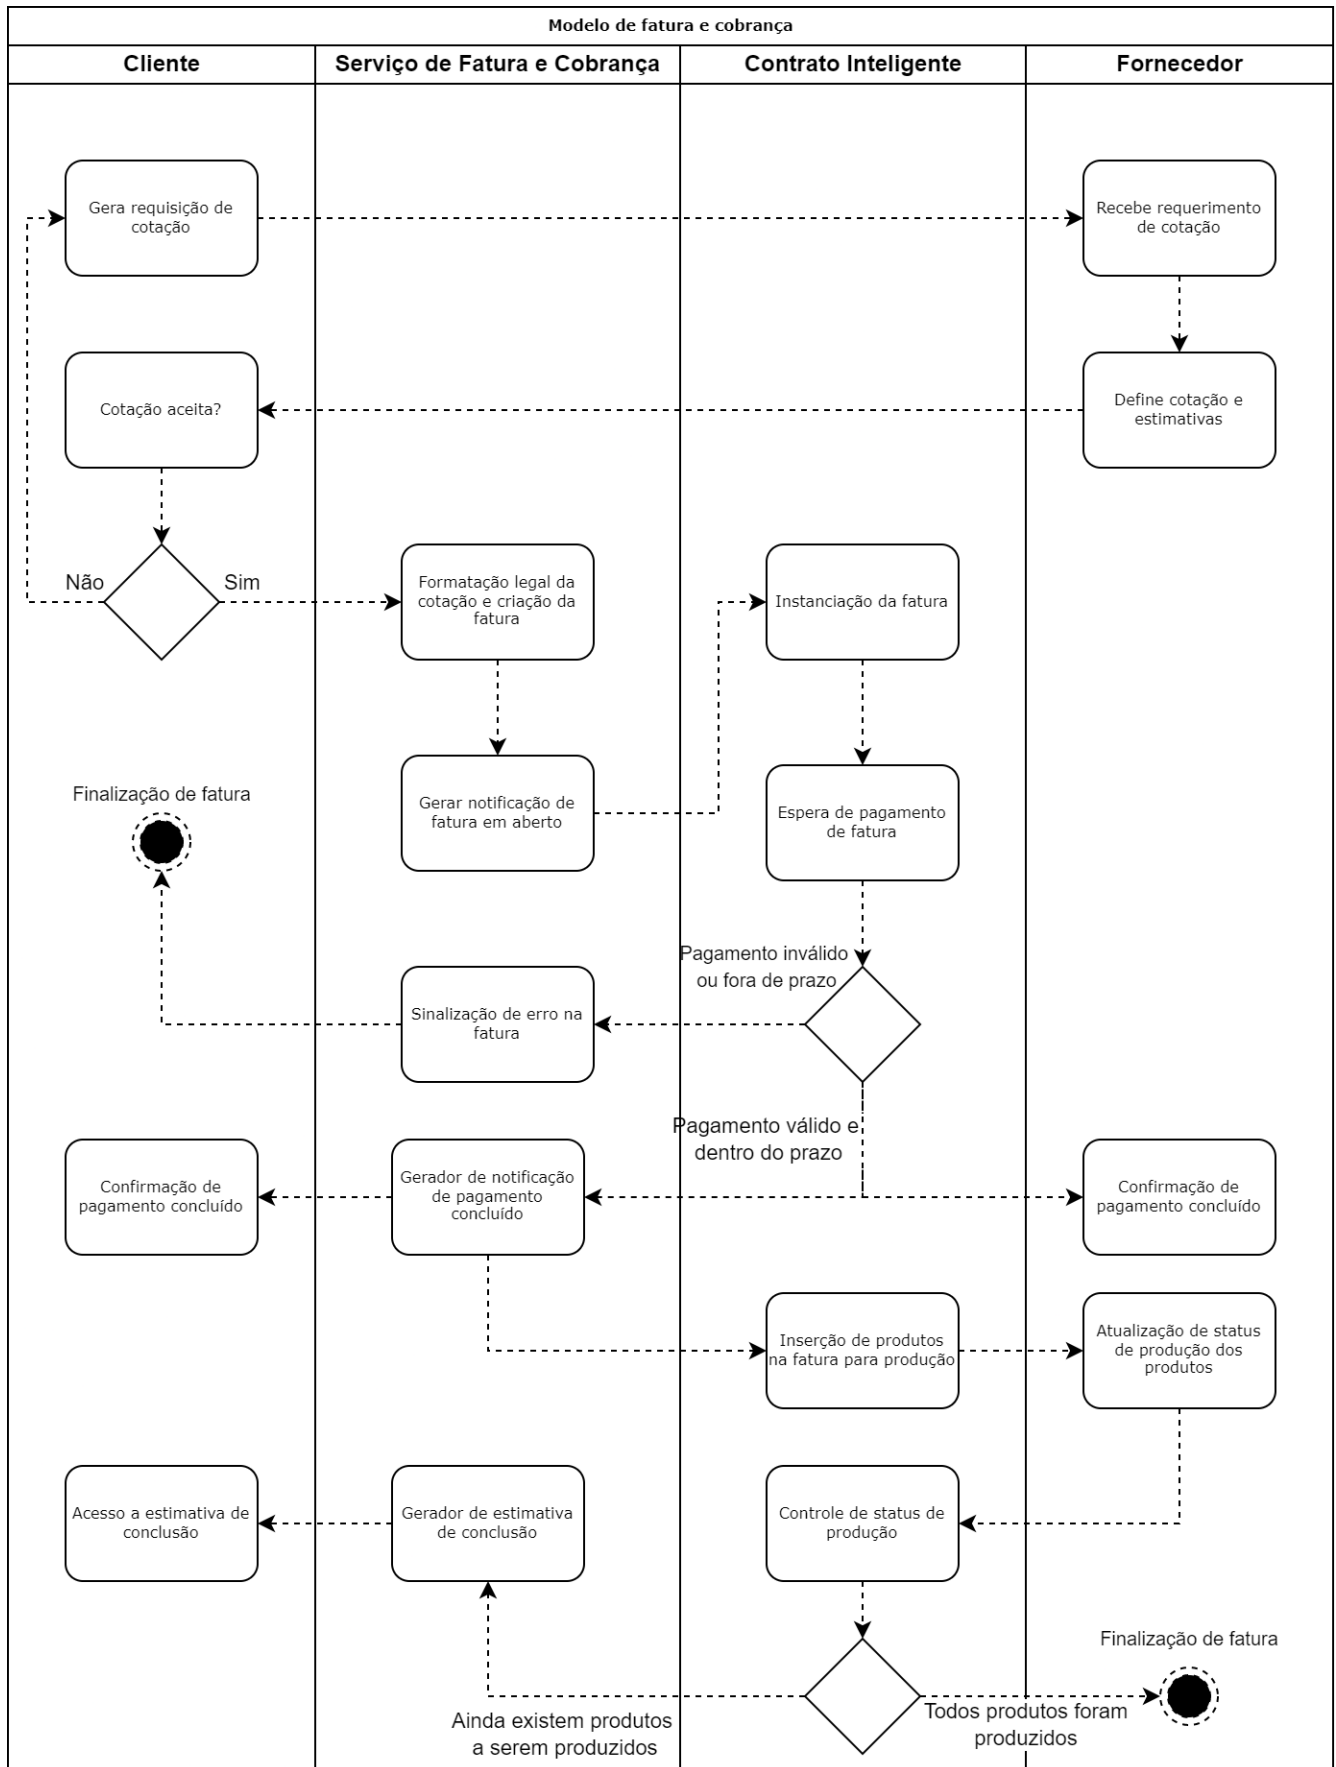 Modelo de fatura e cobrança
Cliente
Serviço de Fatura e Cobrança
Contrato Inteligente
Fornecedor
Gera requisição de
cotação
Recebe requerimento
de cotação
Cotação aceita?
Define cotação e
estimativas
Não
Sim
Formatação legal da
cotação e criação da
fatura
Instanciação da fatura
Finalização de fatura
Gerar notificação de
fatura em aberto
Espera de pagamento
de fatura
Pagamento inválido
ou fora de prazo
Sinalização de erro na
fatura
Pagamento válido e
dentro do prazo
Confirmação de
pagamento concluído
Gerador de notificação
de pagamento
concluído
Confirmação de
pagamento concluído
Inserção de produtos
na fatura para produção
Atualização de status
de produção dos
produtos
Acesso a estimativa de
conclusão
Gerador de estimativa
de conclusão
Controle de status de
produção
Finalização de fatura
Ainda existem produtos
a serem produzidos
Todos produtos foram
produzidos